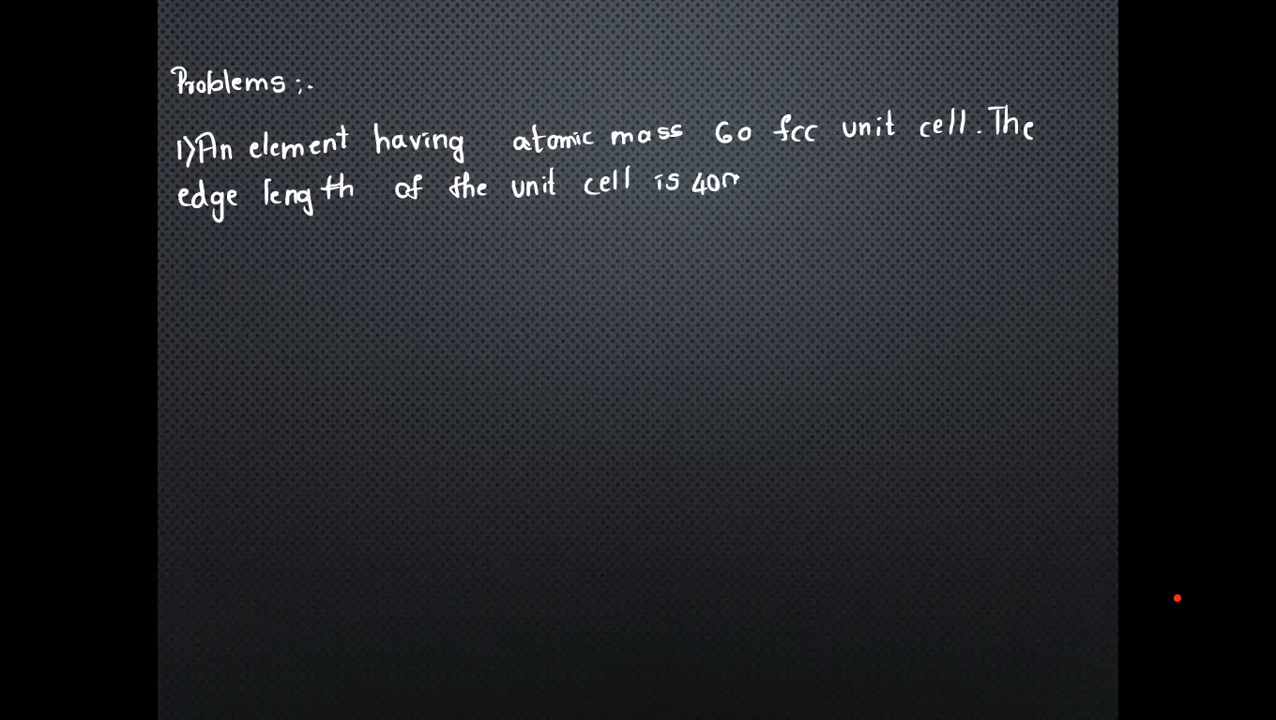 Problems :-
1) An element having atomic mass 60 fcc unit cell. The
edge length of the unit cell is 40